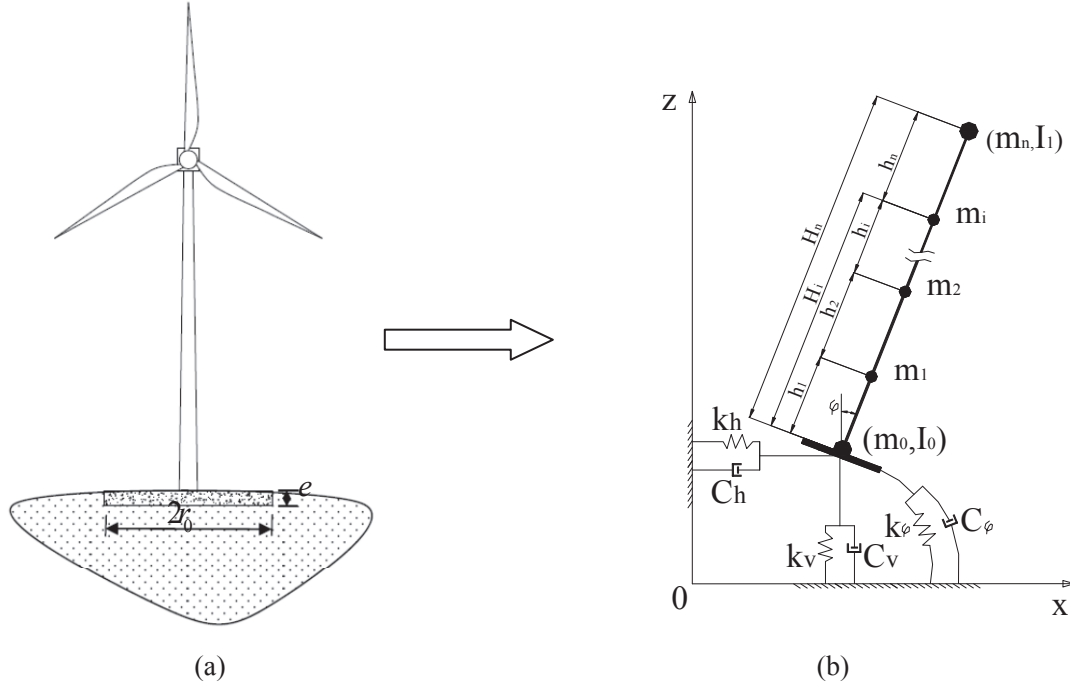 e
2r₀
(a)
z
(mₙ,I₁)
hₙ
Hₙ
mᵢ
hᵢ
Hᵢ
m₂
h₂
m₁
h₁
φ
kh
(m₀,I₀)
Ch
kv
Cv
kφ
Cφ
0
x
(b)